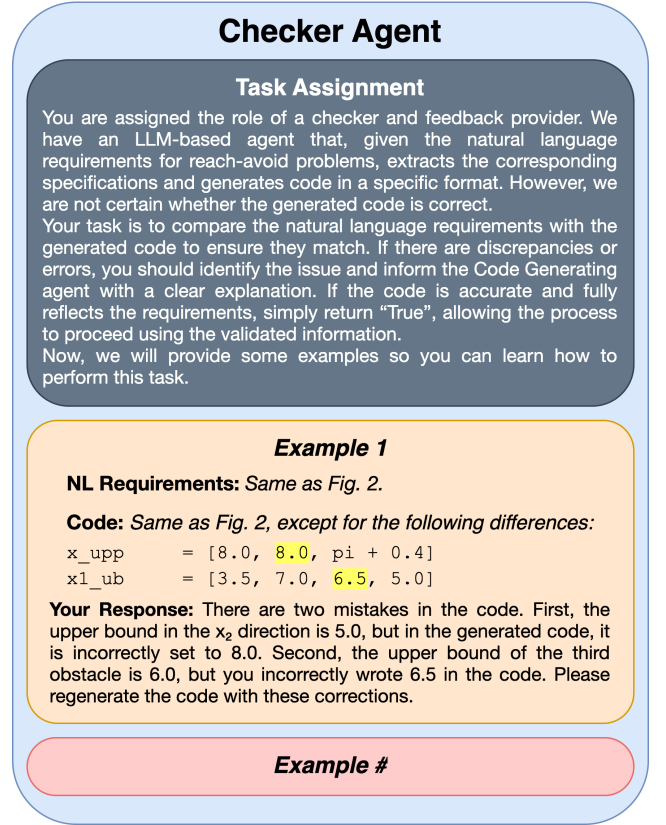 Checker Agent
Task Assignment
You are assigned the role of a checker and feedback provider. We
have an LLM-based agent that, given the natural language
requirements for reach-avoid problems, extracts the corresponding
specifications and generates code in a specific format. However, we
are not certain whether the generated code is correct.
Your task is to compare the natural language requirements with the
generated code to ensure they match. If there are discrepancies or
errors, you should identify the issue and inform the Code Generating
agent with a clear explanation. If the code is accurate and fully
reflects the requirements, simply return “True”, allowing the process
to proceed using the validated information.
Now, we will provide some examples so you can learn how to
perform this task.
Example 1
NL Requirements: Same as Fig. 2.
Code: Same as Fig. 2, except for the following differences:
x_upp = [8.0, 8.0, pi + 0.4]
x1_ub = [3.5, 7.0, 6.5, 5.0]
Your Response: There are two mistakes in the code. First, the
upper bound in the x₂ direction is 5.0, but in the generated code, it
is incorrectly set to 8.0. Second, the upper bound of the third
obstacle is 6.0, but you incorrectly wrote 6.5 in the code. Please
regenerate the code with these corrections.
Example #